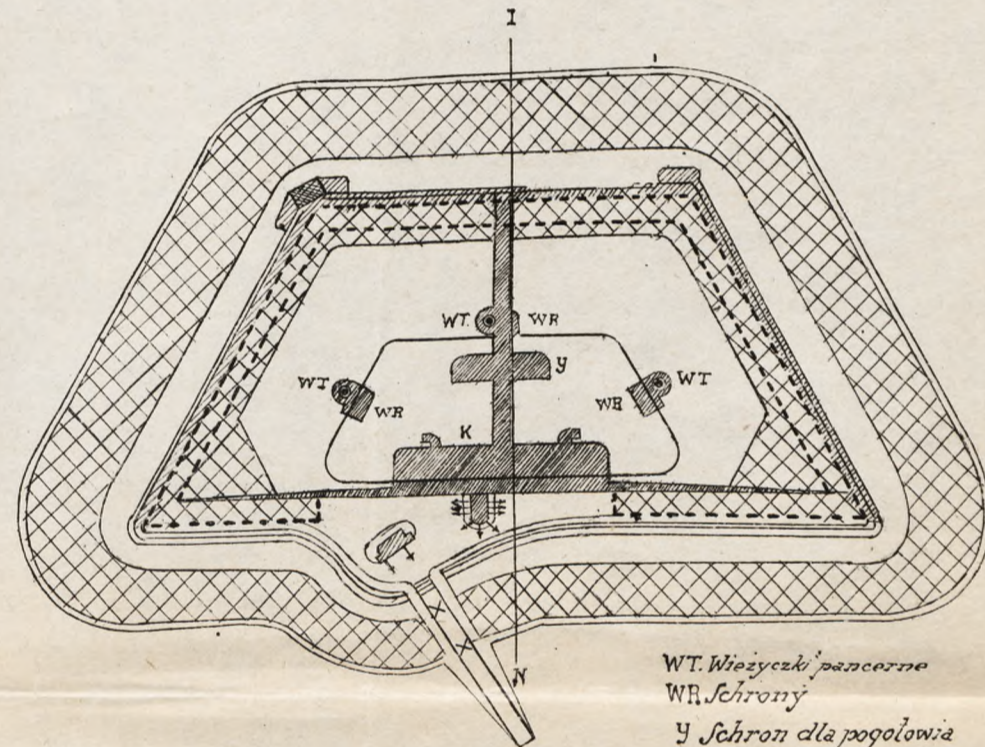 I
WT. WR
y
WT WR
WR WT
K
N
WT. Wieżyczki pancerne
WR Schrony
y Schron dla pogotowia